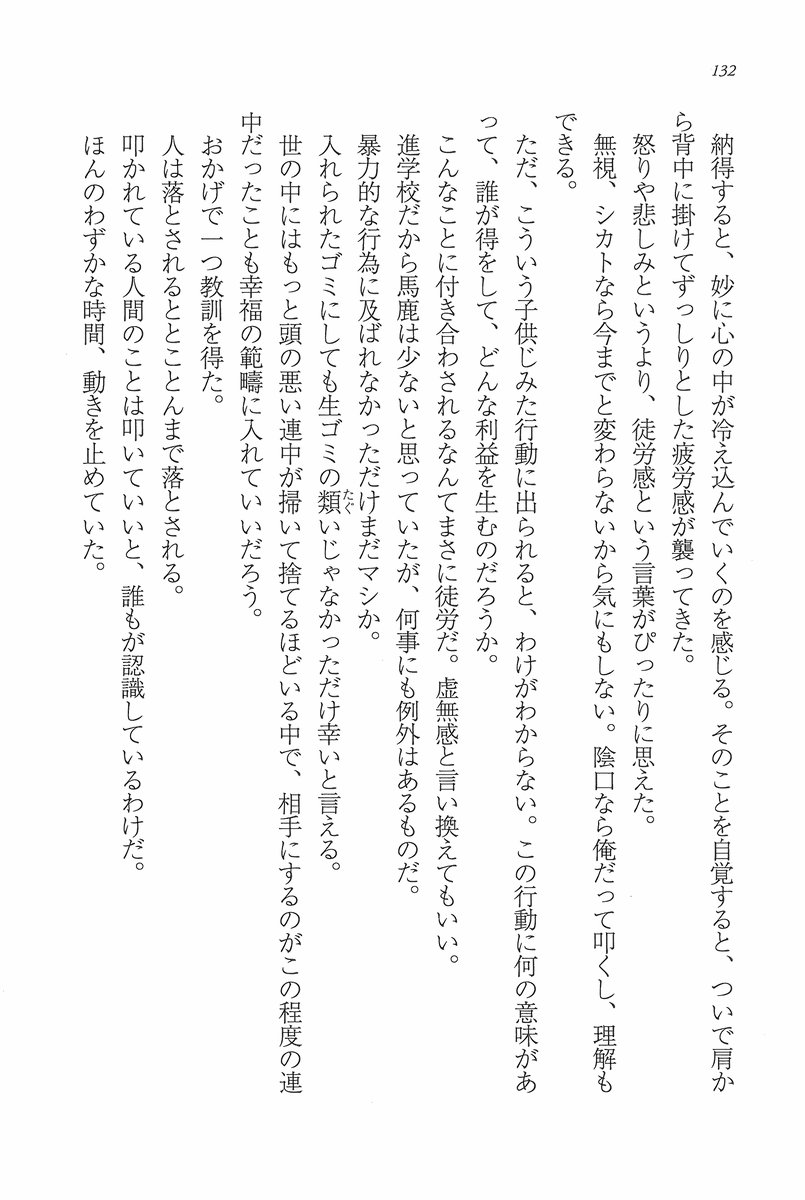 132
納得すると、妙に心の中が冷え込んでいくのを感じる。そのことを自覚すると、ついで肩か
ら背中に掛けてずっしりとした疲労感が襲ってきた。
怒りや悲しみというより、徒労感という言葉がぴったりに思えた。
無視、シカトなら今までと変わらないから気にもしない。陰口なら俺だって叩くし、理解も
できる。
ただ、こういう子供じみた行動に出られると、わけがわからない。この行動に何の意味があ
って、誰が得をして、どんな利益を生むのだろうか。
こんなことに付き合わされるなんてまさに徒労だ。虚無感と言い換えてもいい。
進学校だから馬鹿は少ないと思っていたが、何事にも例外はあるものだ。
暴力的な行為に及ばれなかっただけまだマシか。
入れられたゴミにしても生ゴミの類いじゃなかっただけ幸いと言える。
たぐ
世の中にはもっと頭の悪い連中が掃いて捨てるほどいる中で、相手にするのがこの程度の連
中だったことも幸福の範疇に入れていいだろう。
おかげで一つ教訓を得た。
人は落とされるととことんまで落とされる。
叩かれている人間のことは叩いていいと、誰もが認識しているわけだ。
ほんのわずかな時間、動きを止めていた。